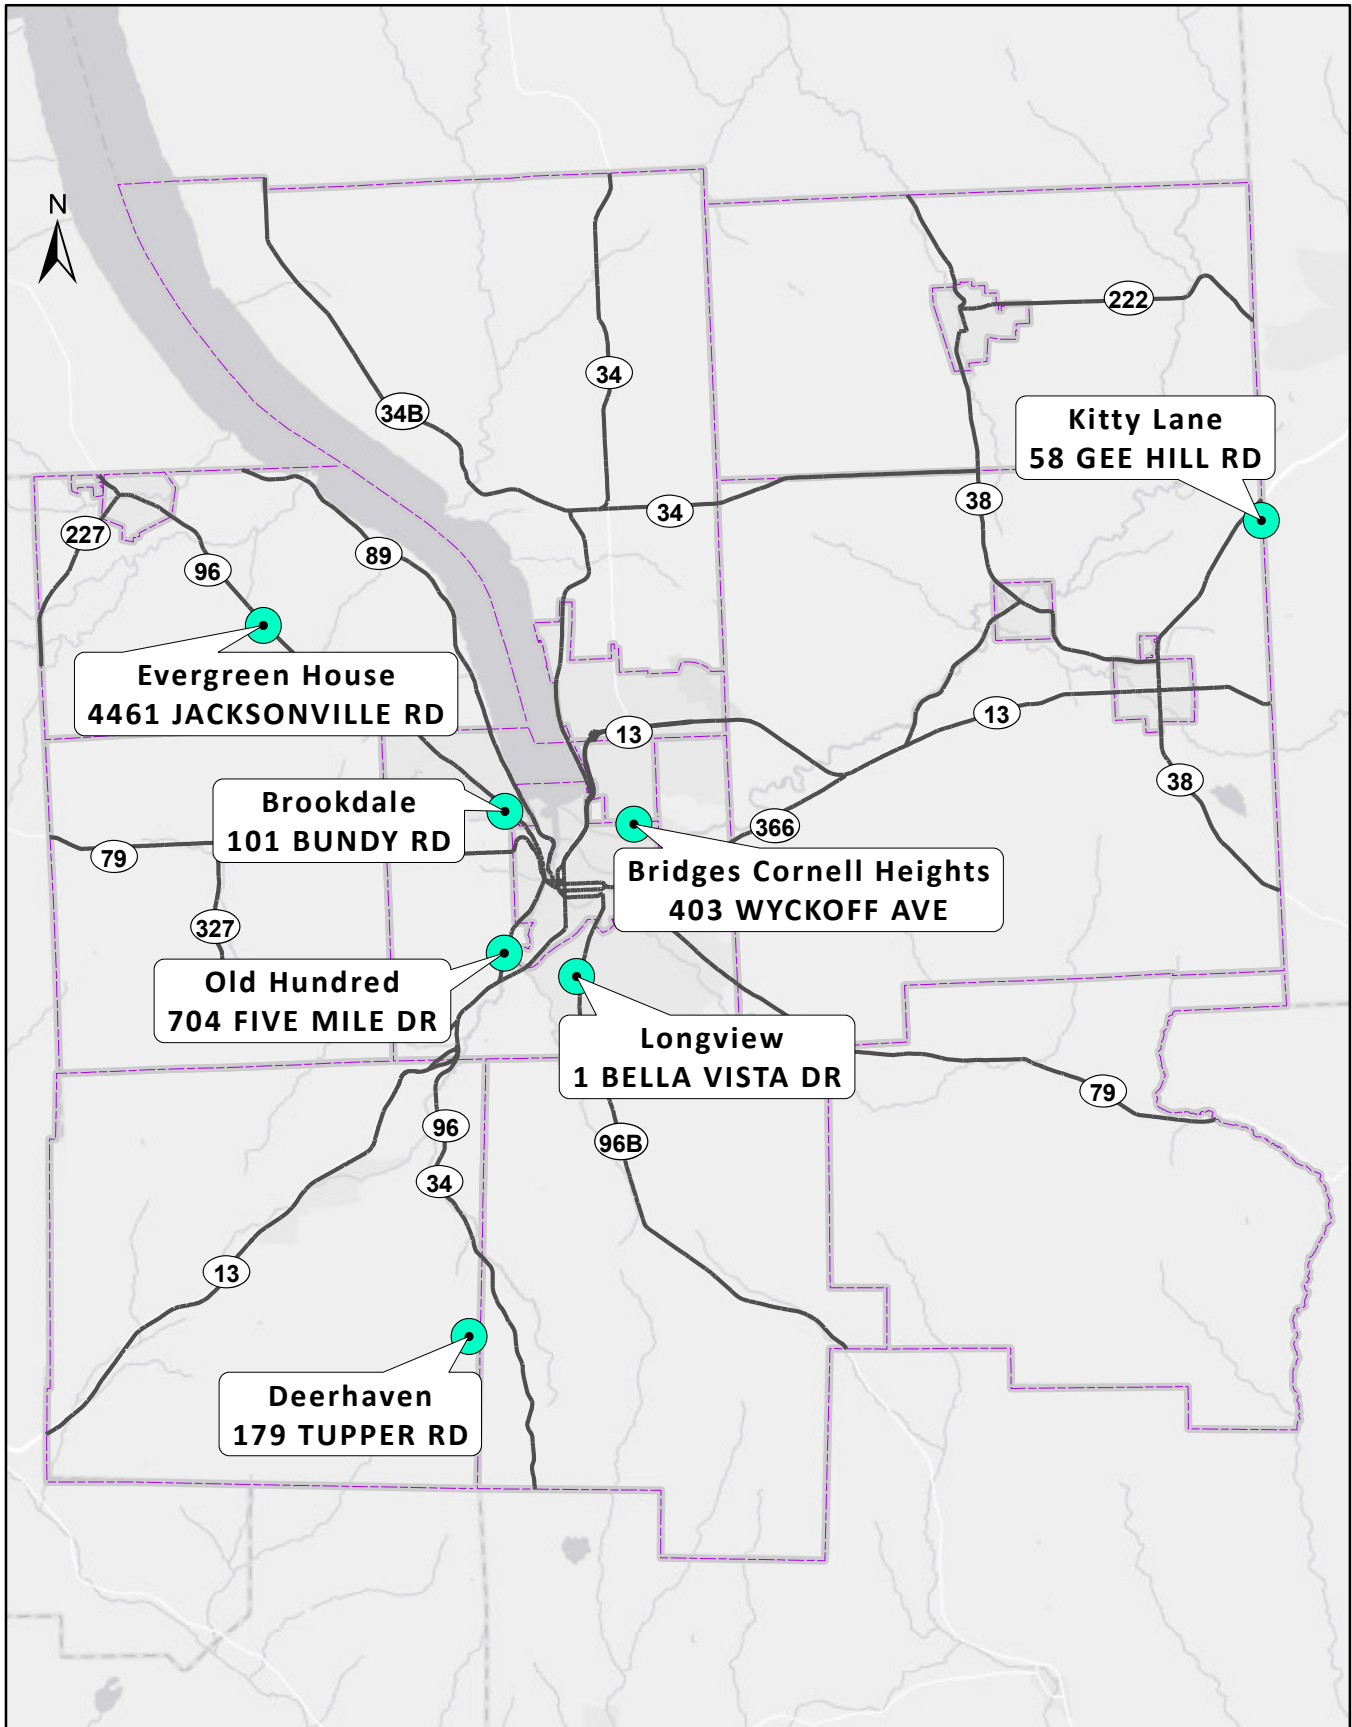 N
222
34
34B
Kitty Lane
58 GEE HILL RD
38
34
227
89
96
Evergreen House
4461 JACKSONVILLE RD
13
13
38
Brookdale
101 BUNDY RD
366
79
Bridges Cornell Heights
403 WYCKOFF AVE
327
Old Hundred
704 FIVE MILE DR
Longview
1 BELLA VISTA DR
79
96
96B
34
13
Deerhaven
179 TUPPER RD